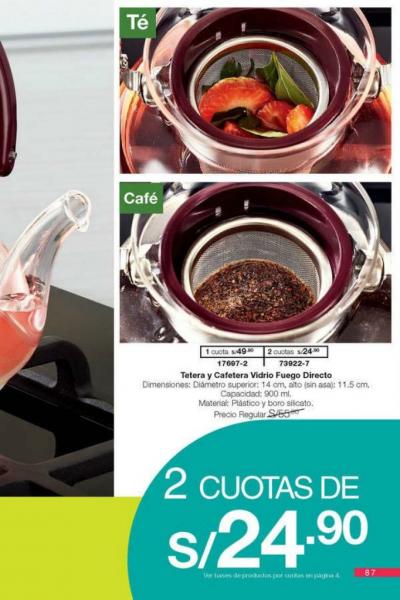 Té
Café
1 cuota s/49.80 2 cuotas s/24.90
17697-2 73922-7
Tetera y Cafetera Vidrio Fuego Directo
Dimensiones: Diámetro superior: 14 cm, alto (sin asa): 11.5 cm.
Capacidad: 900 ml.
Material: Plástico y boro silicato.
Precio Regular S/55.90
2 CUOTAS DE
S/24.90
Ver bases de productos por cuotas en página 4.
87